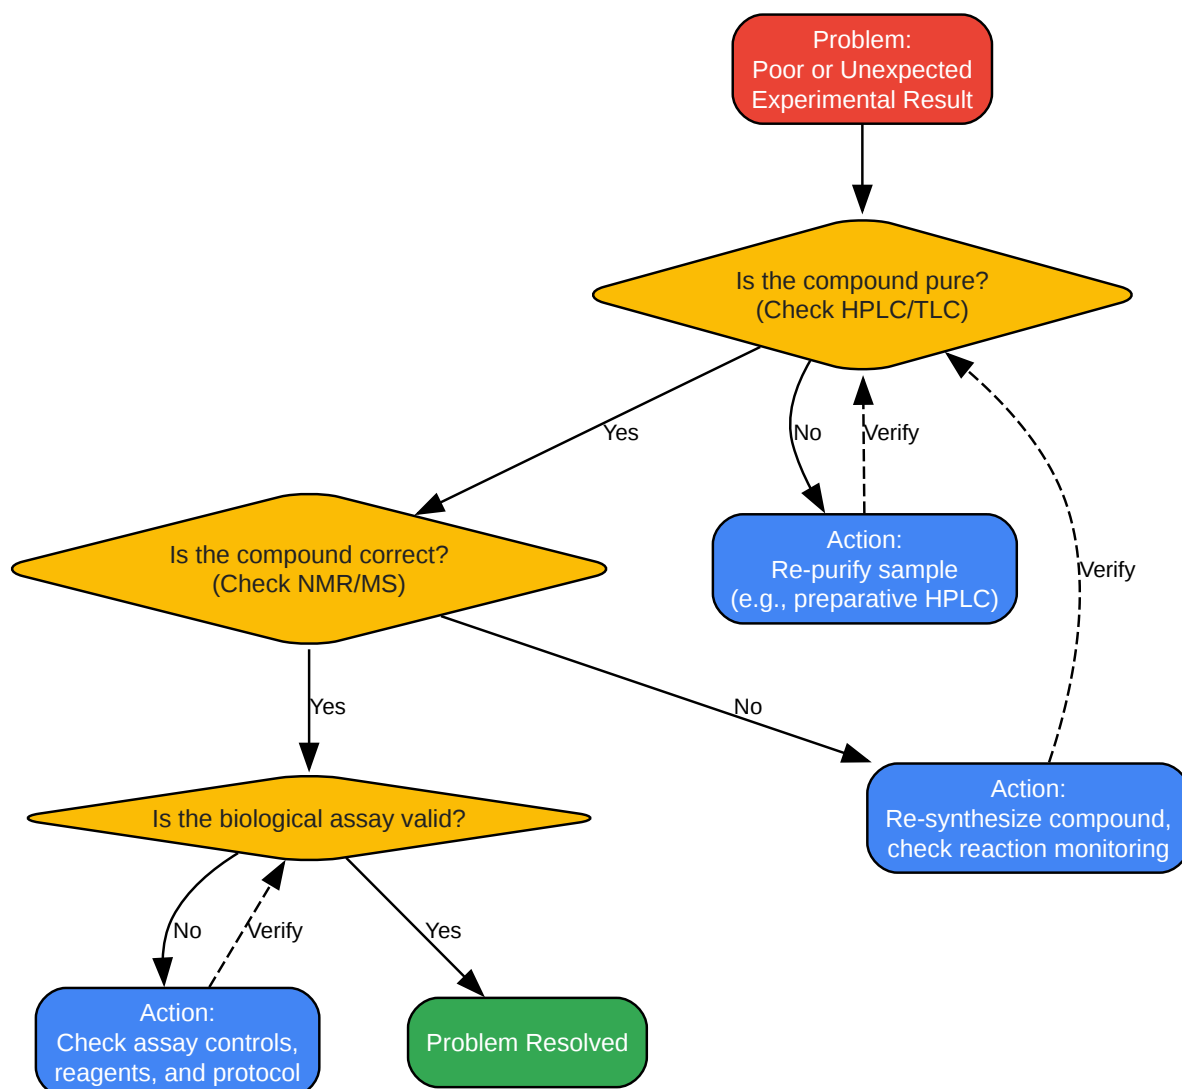 Problem:
Poor or Unexpected
Experimental Result
Is the compound pure?
(Check HPLC/TLC)
Yes
No
Verify
Is the compound correct?
(Check NMR/MS)
Action:
Re-purify sample
(e.g., preparative HPLC)
Verify
Yes
No
Action:
Re-synthesize compound,
check reaction monitoring
Is the biological assay valid?
No
Verify
Yes
Action:
Check assay controls,
reagents, and protocol
Problem Resolved